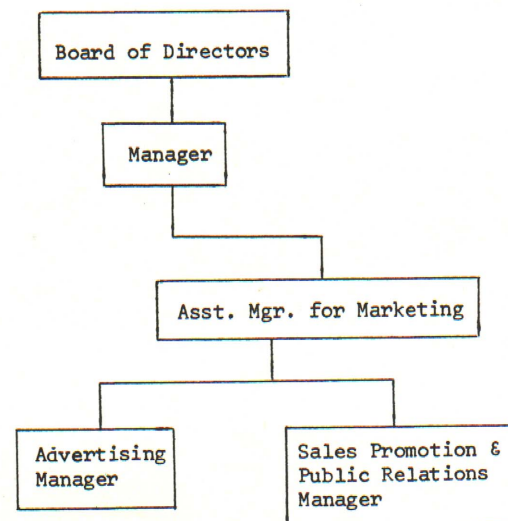 Board of Directors
Manager
Asst. Mgr. for Marketing
Advertising
Manager
Sales Promotion &
Public Relations
Manager